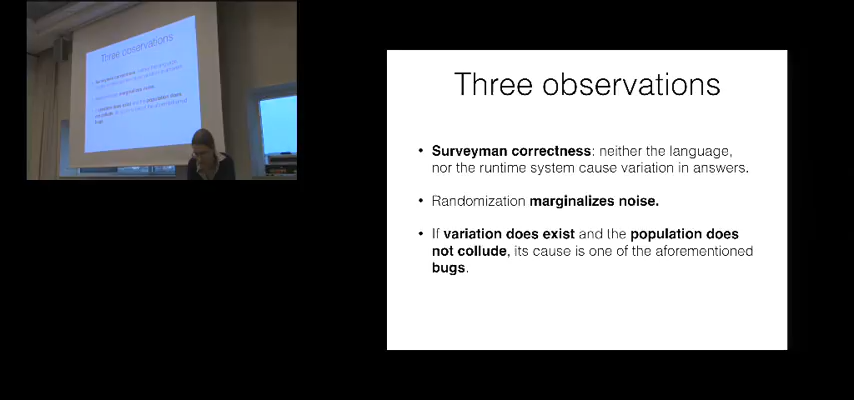 Three observations
Three observations
• Surveyman correctness: neither the language,
nor the runtime system cause variation in answers.
• Randomization marginalizes noise.
• If variation does exist and the population does
not collude, its cause is one of the aforementioned
bugs.